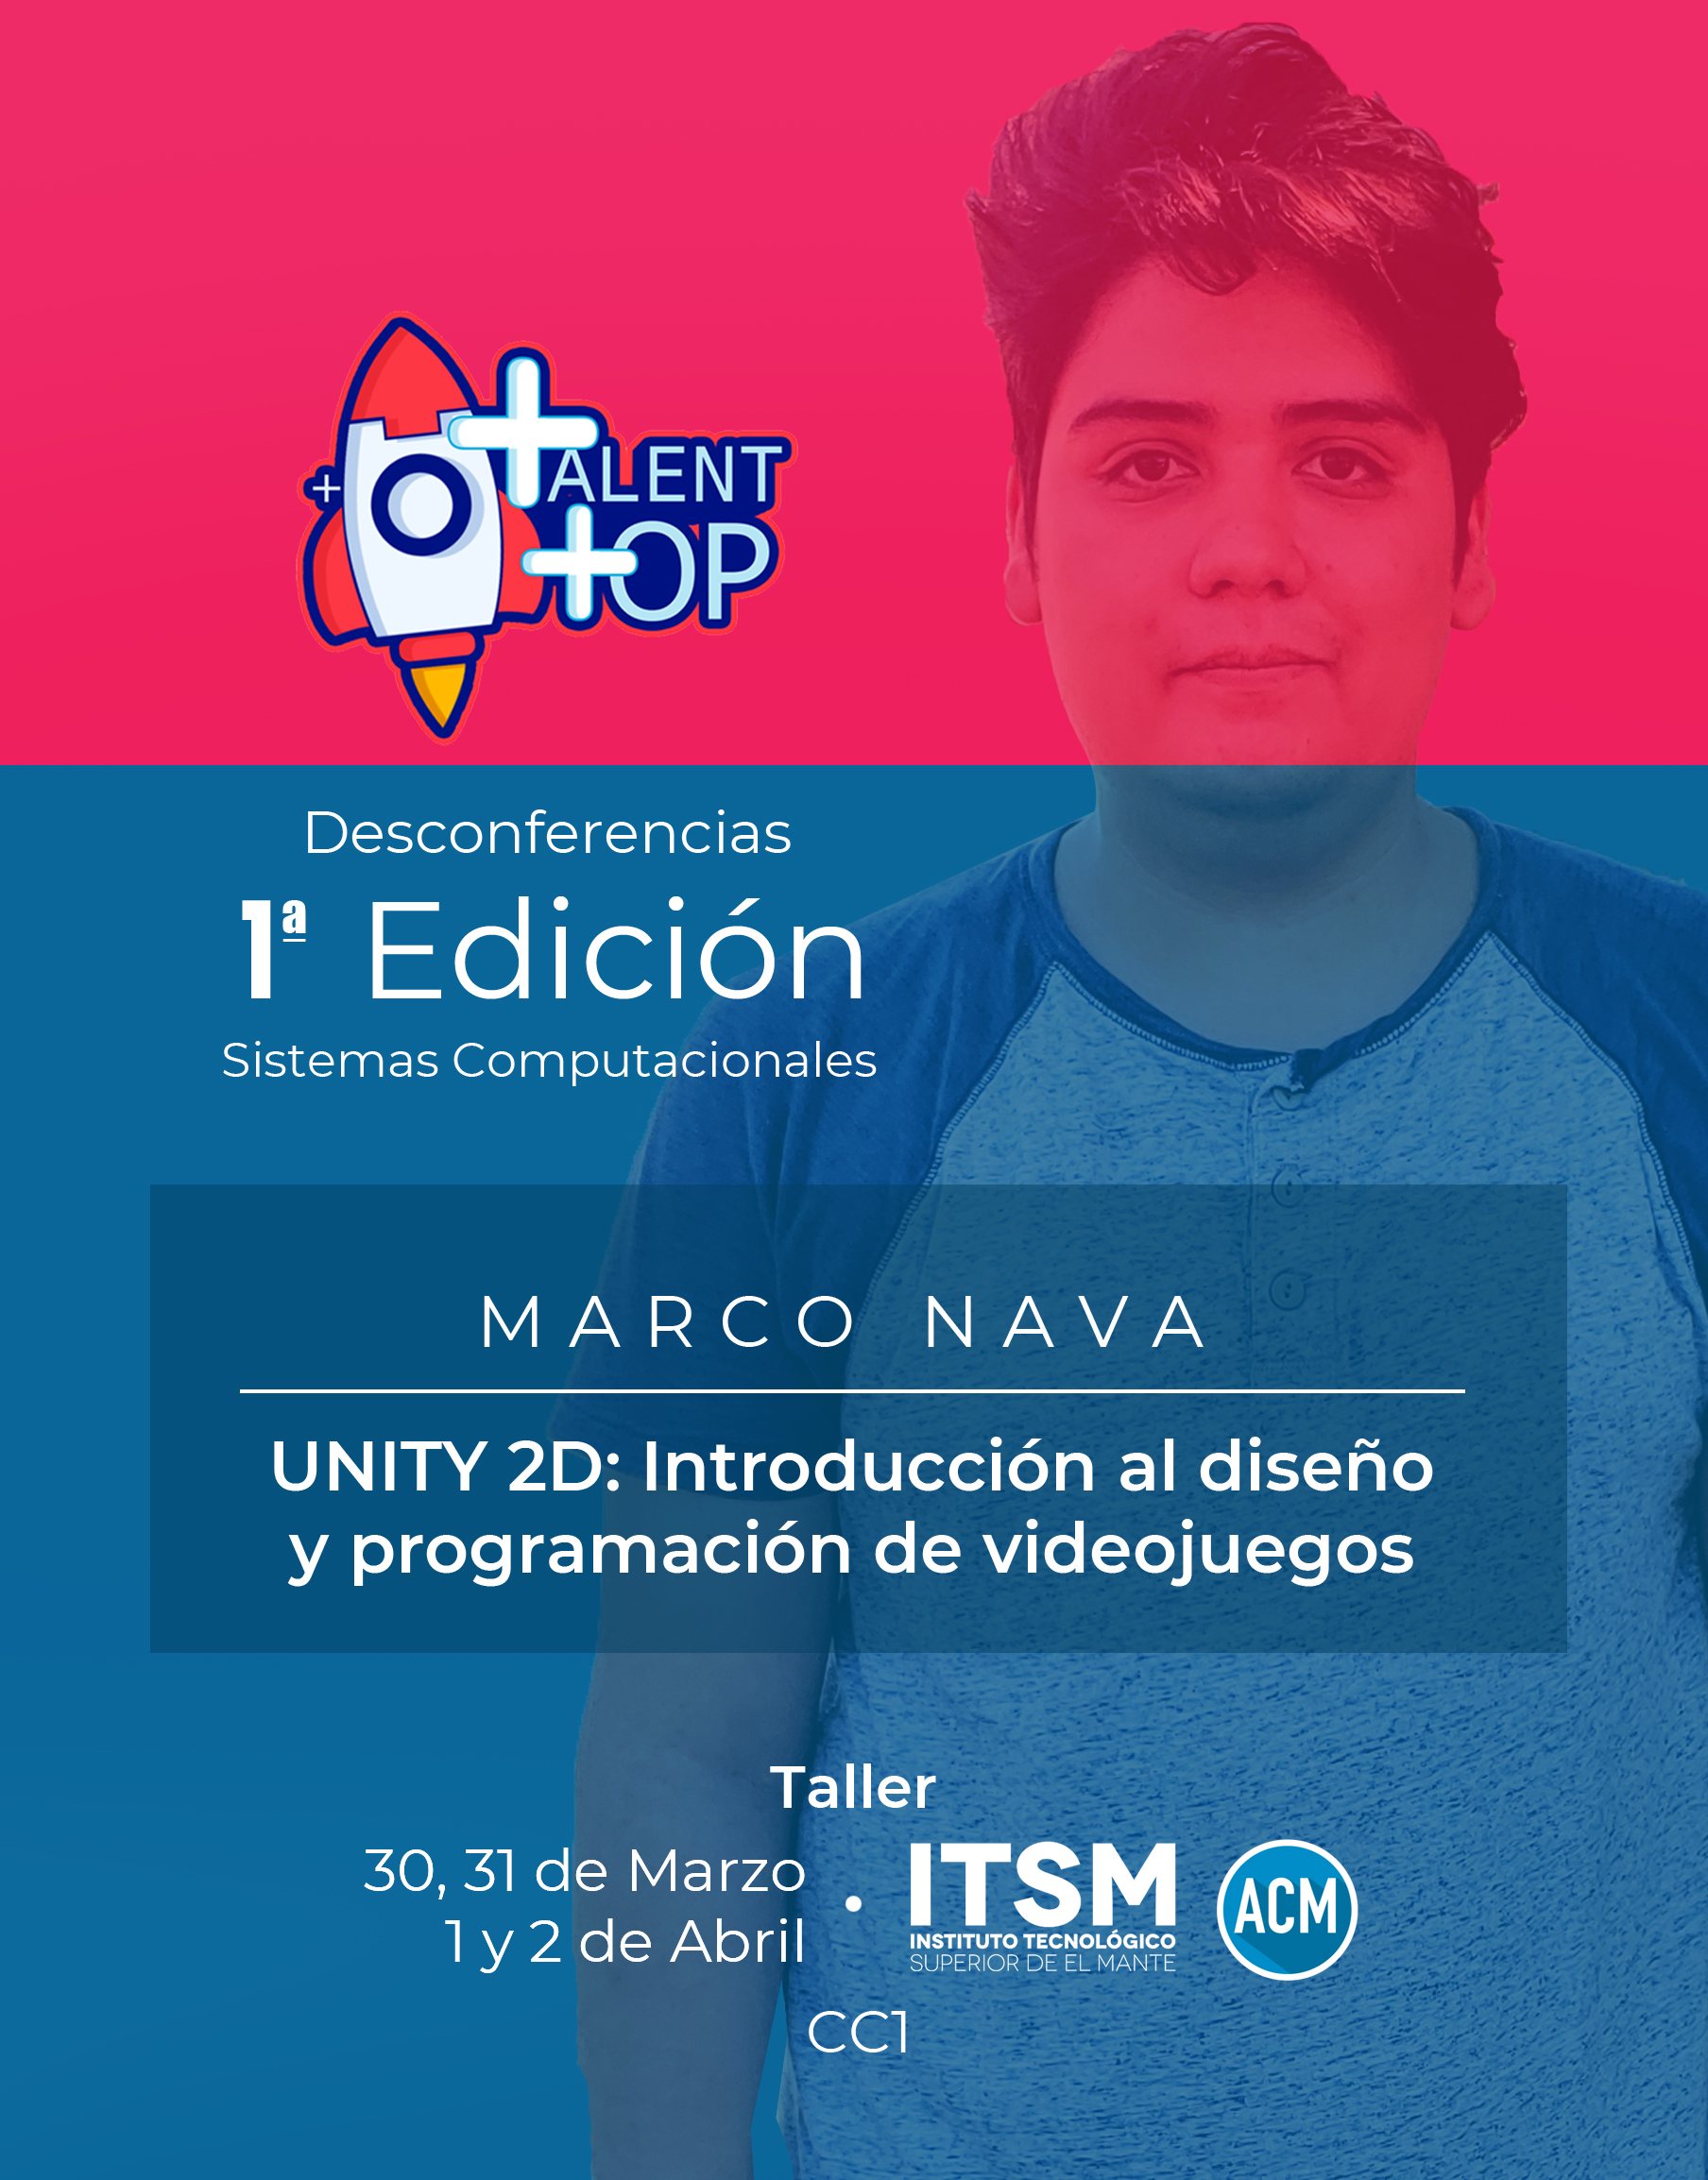 TALENT
TOP
Desconferencias
1ª Edición
Sistemas Computacionales
MARCO NAVA
UNITY 2D: Introducción al diseño
y programación de videojuegos
Taller
30, 31 de Marzo
1 y 2 de Abril
•
ITSM
INSTITUTO TECNOLÓGICO
SUPERIOR DE EL MANTE
ACM
CC1